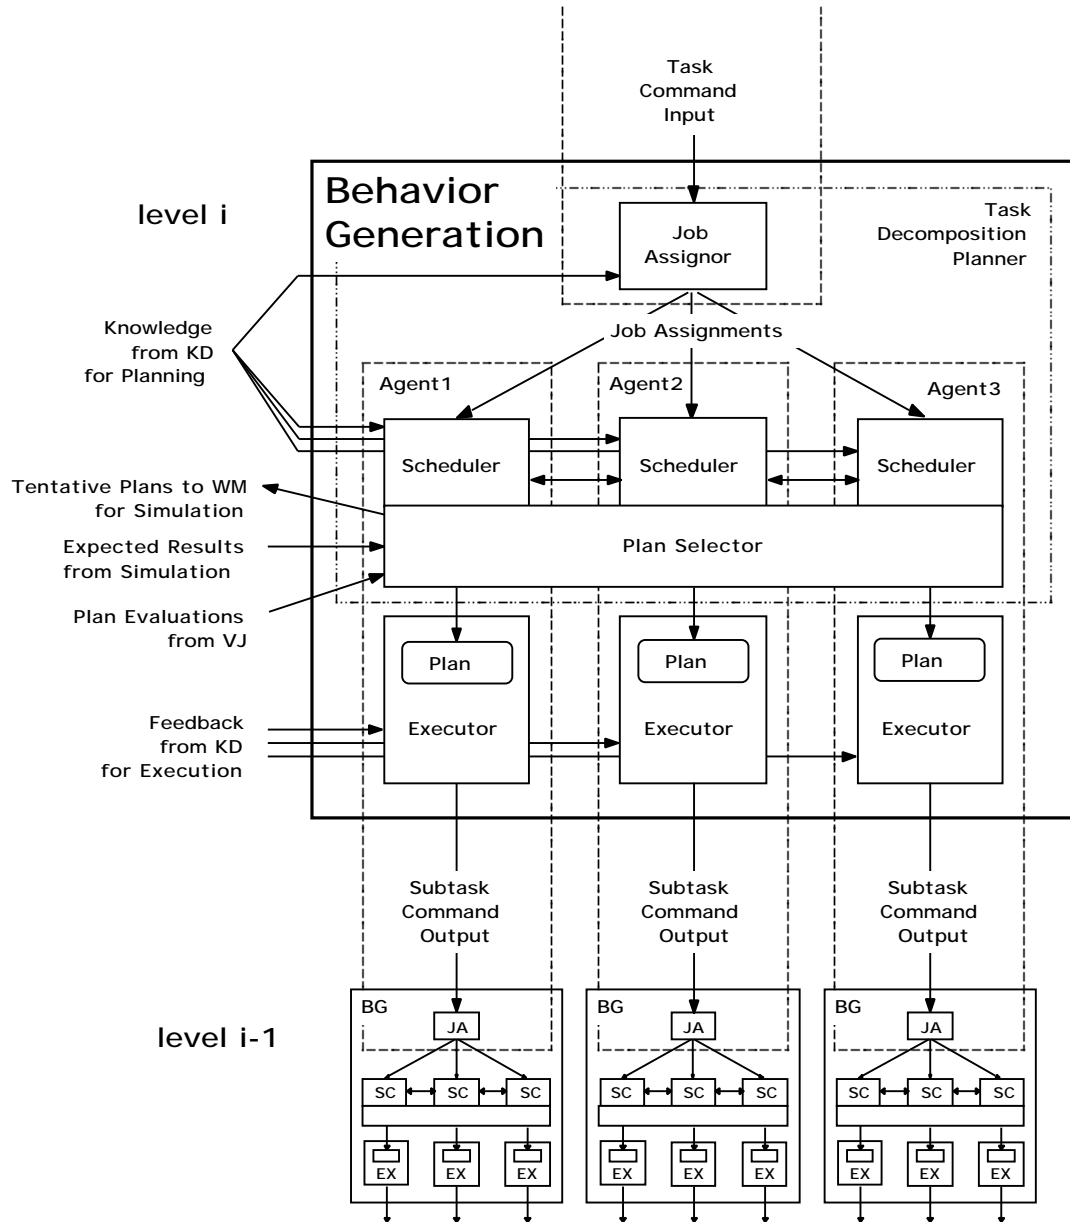 Task
Command
Input
Behavior
Generation
level i
Task
Decomposition
Planner
Job
Assignor
Knowledge
from KD
for Planning
Job Assignments
Agent1
Agent2
Agent3
Scheduler
Scheduler
Scheduler
Tentative Plans to WM
for Simulation
Expected Results
from Simulation
Plan Selector
Plan Evaluations
from VJ
Plan
Plan
Plan
Feedback
from KD
for Execution
Executor
Executor
Executor
Subtask
Command
Output
Subtask
Command
Output
Subtask
Command
Output
level i-1
BG
JA
SC
SC
SC
EX
EX
EX
BG
JA
SC
SC
SC
EX
EX
EX
BG
JA
SC
SC
SC
EX
EX
EX